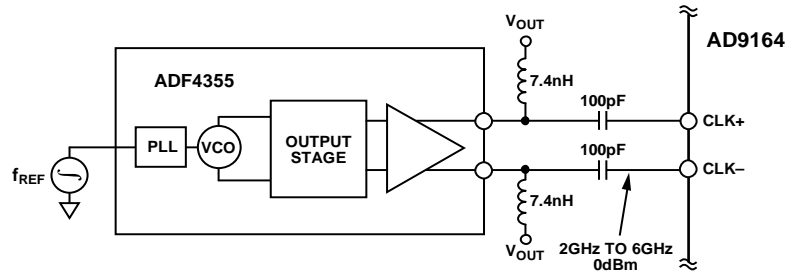 VOUT
AD9164
ADF4355
7.4nH
100pF
CLK+
PLL
VCO
OUTPUT
STAGE
fREF
100pF
CLK–
7.4nH
VOUT
2GHz TO 6GHz
0dBm